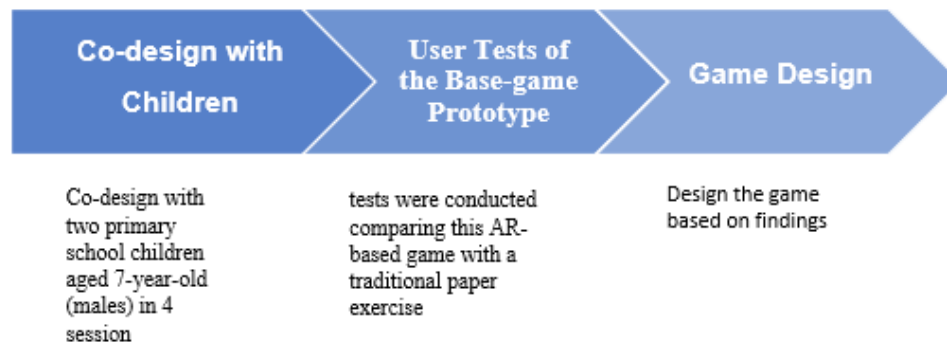 Co-design with
Children
User Tests of
the Base-game
Prototype
Game Design
Co-design with
two primary
school children
aged 7-year-old
(males) in 4
session
tests were conducted
comparing this AR-
based game with a
traditional paper
exercise
Design the game
based on findings